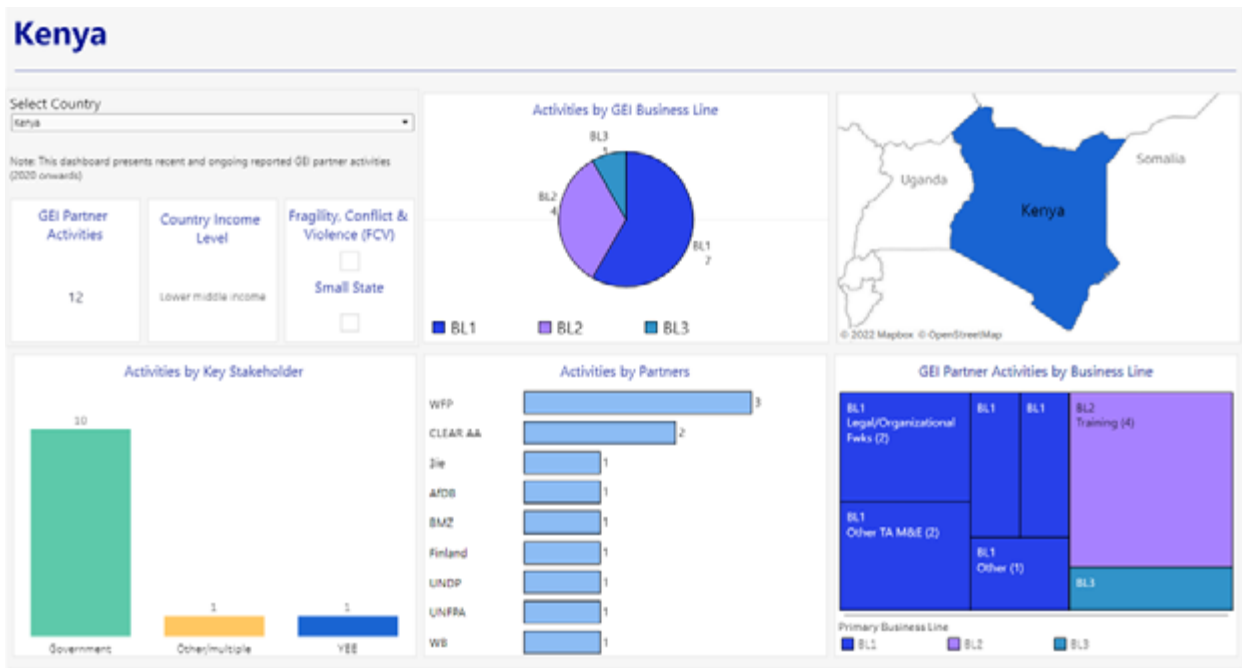 Kenya
Select Country
Kenya
Note: This dashboard presents recent and ongoing reported GEI partner activities
(2020 onwards)
GEI Partner
Activities
12
Country Income
Level
Lower middle income
Fragility, Conflict &
Violence (FCV)
Small State
Activities by GEI Business Line
BL3
1
BL2
4
BL1
7
BL1
BL2
BL3
Uganda
Kenya
Somalia
© 2022 Mapbox © OpenStreetMap
Activities by Key Stakeholder
10
1
1
Government
Other/multiple
YEE
Activities by Partners
WFP 3
CLEAR AA 2
3ie 1
AfDB 1
BMZ 1
Finland 1
UNDP 1
UNFPA 1
WB 1
GEI Partner Activities by Business Line
BL1
Legal/Organizational
Fwks (2)
BL1
BL1
BL2
Training (4)
BL1
Other TA M&E (2)
BL1
Other (1)
BL3
Primary Business Line
BL1
BL2
BL3